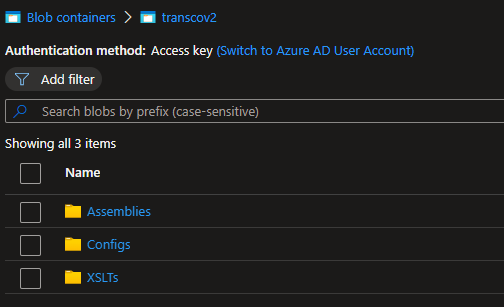 Blob containers > transcov2
Authentication method: Access key (Switch to Azure AD User Account)
Add filter
Search blobs by prefix (case-sensitive)
Showing all 3 items
Name
Assemblies
Configs
XSLTs